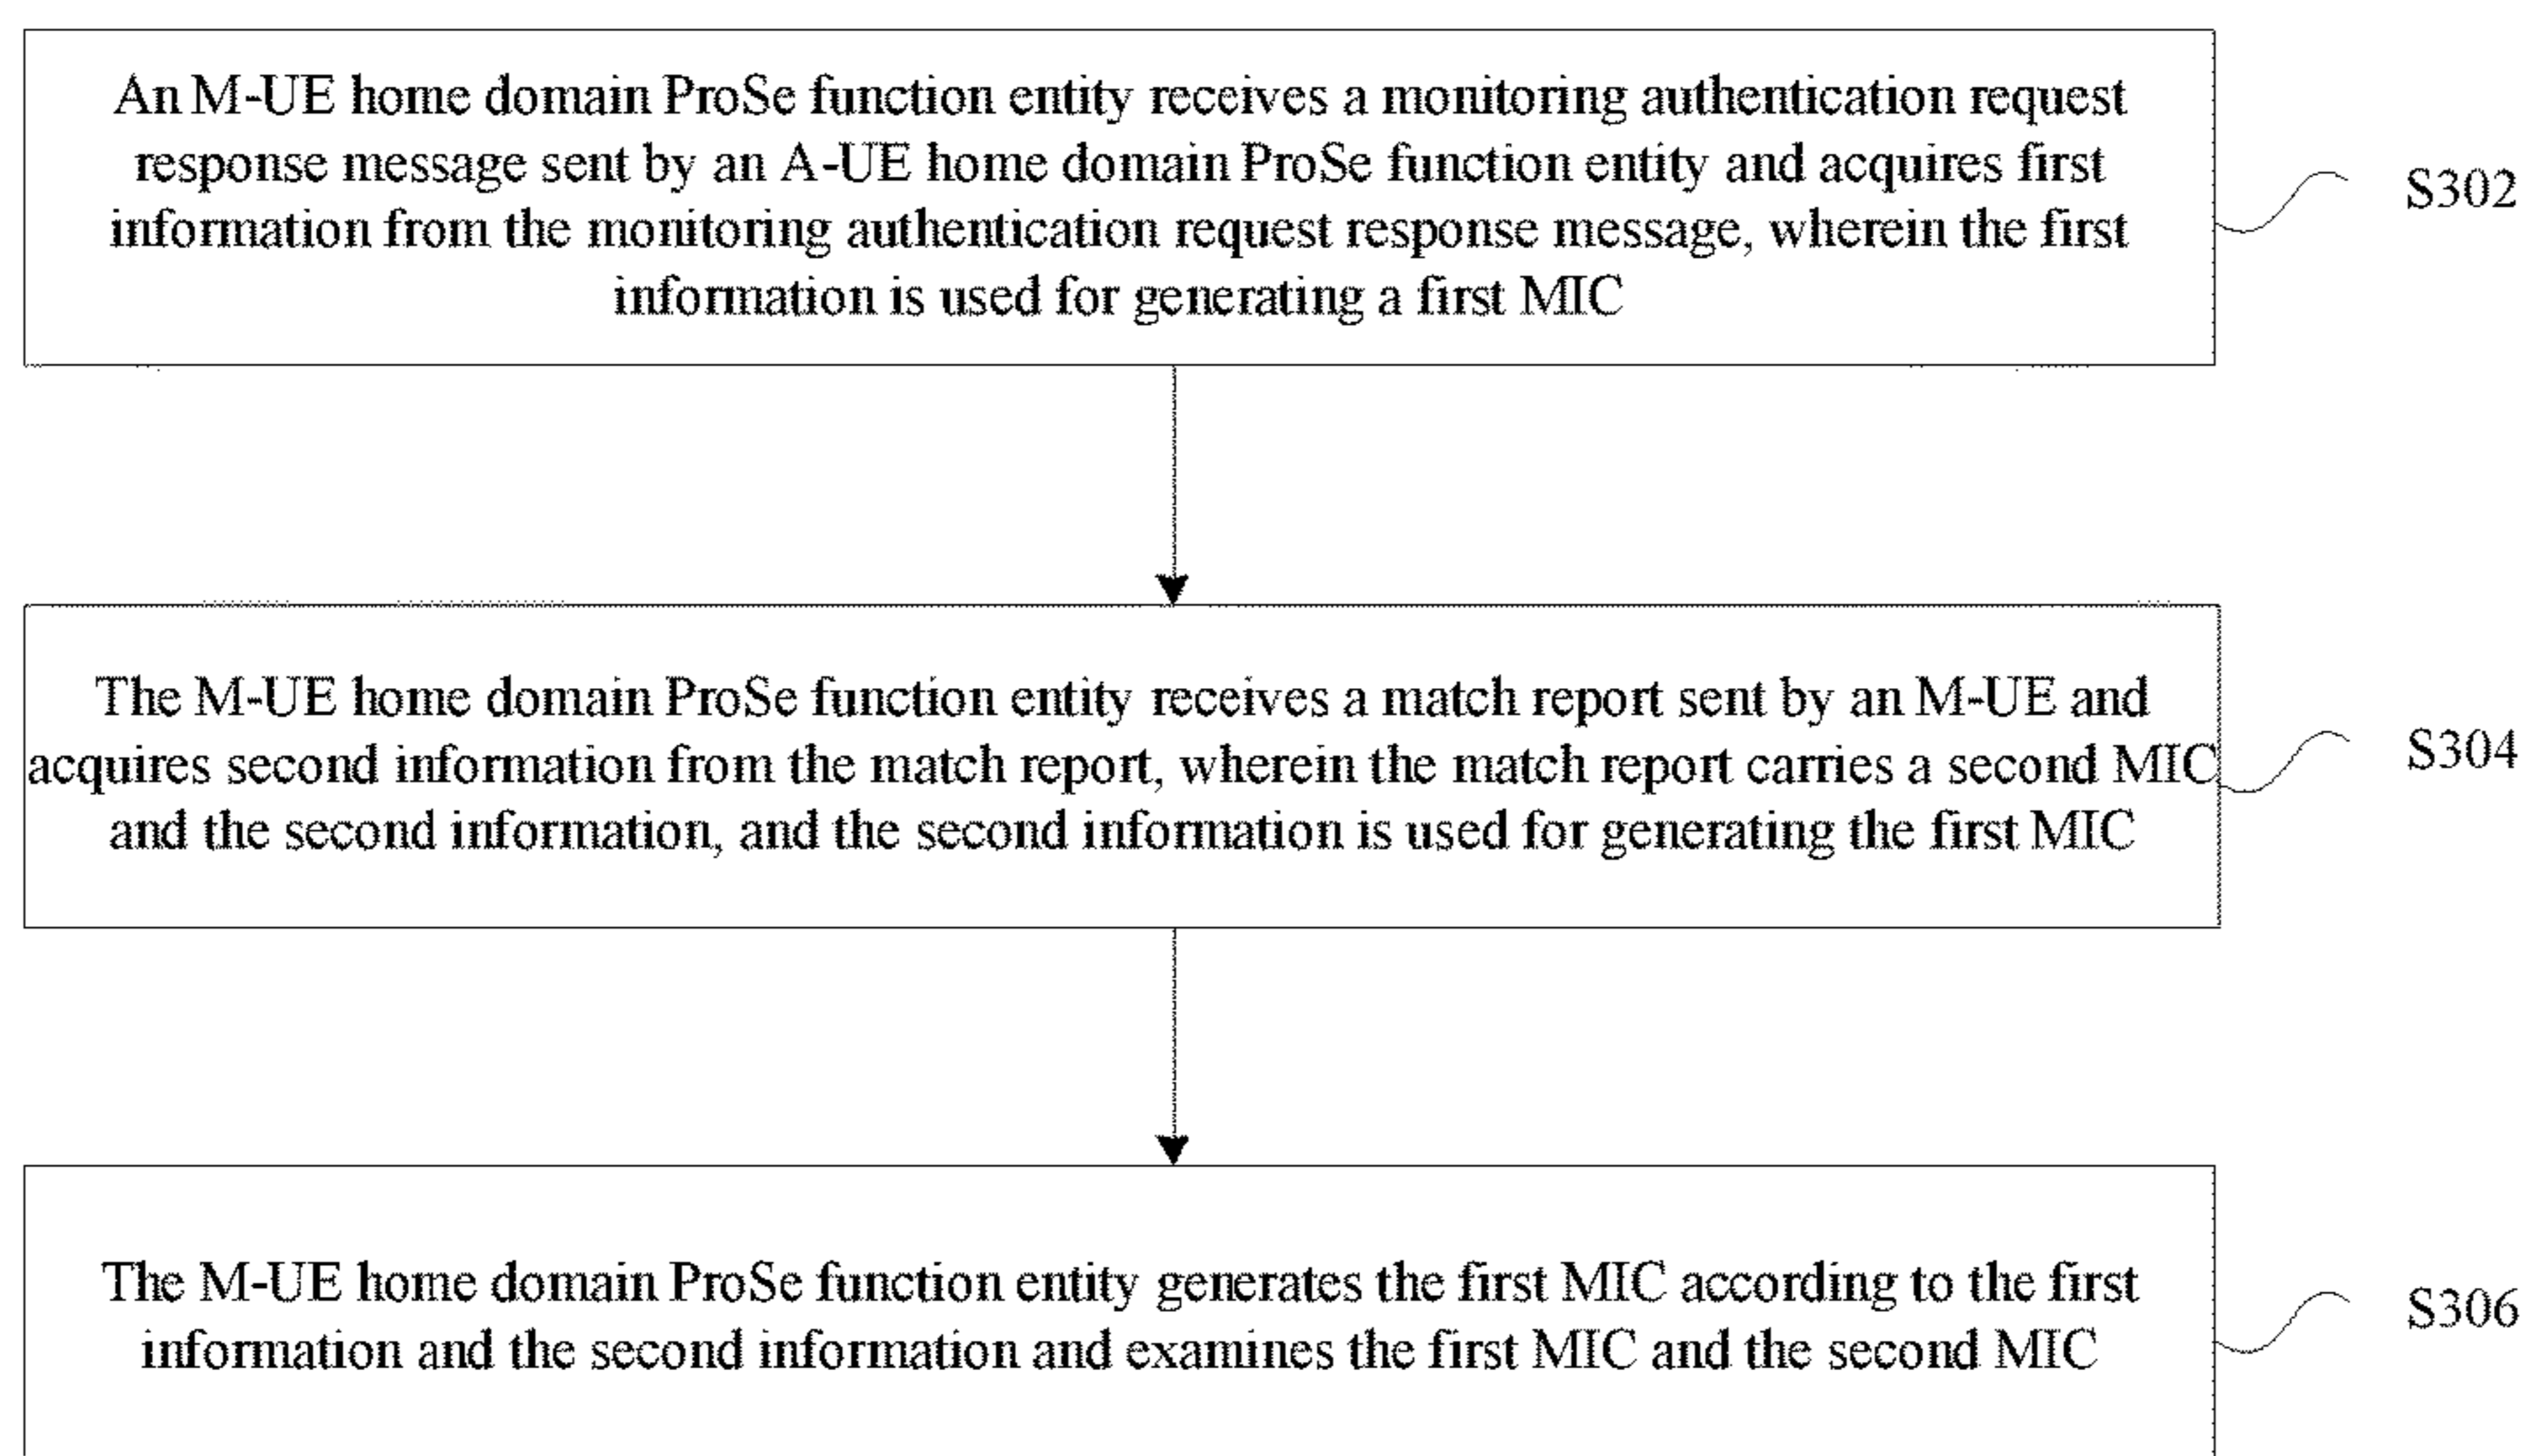 An M-UE home domain ProSe function entity receives a monitoring authentication request
response message sent by an A-UE home domain ProSe function entity and acquires first
information from the monitoring authentication request response message, wherein the first
information is used for generating a first MIC
S302
The M-UE home domain ProSe function entity receives a match report sent by an M-UE and
acquires second information from the match report, wherein the match report carries a second MIC
and the second information, and the second information is used for generating the first MIC
S304
The M-UE home domain ProSe function entity generates the first MIC according to the first
information and the second information and examines the first MIC and the second MIC
S306